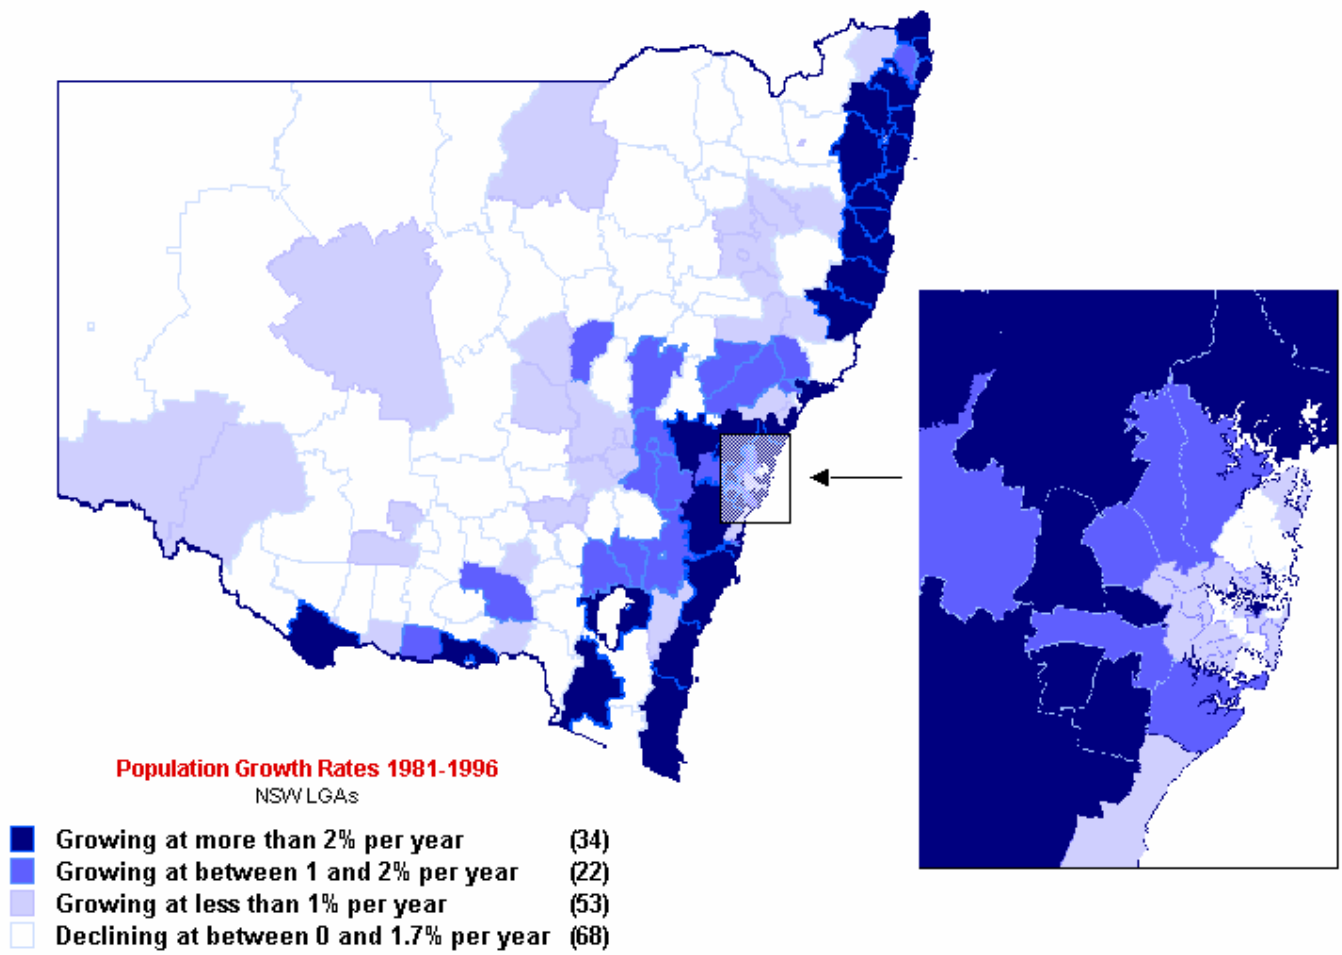 Population Growth Rates 1981-1996
NSW LGAs
Growing at more than 2% per year (34)
Growing at between 1 and 2% per year (22)
Growing at less than 1% per year (53)
Declining at between 0 and 1.7% per year (68)